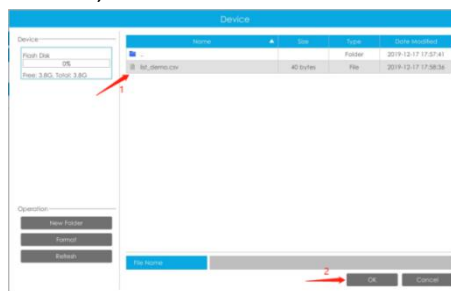 Device
Device
Flash Disk
0%
Free: 3.8G, Total: 3.8G
Name Size Type Date Modified
.. Folder 2019-12-17 17:57:41
list_demo.csv 40 bytes File 2019-12-17 17:58:56
1
Operation
New Folder
Format
Refresh
File Name
2
OK Cancel